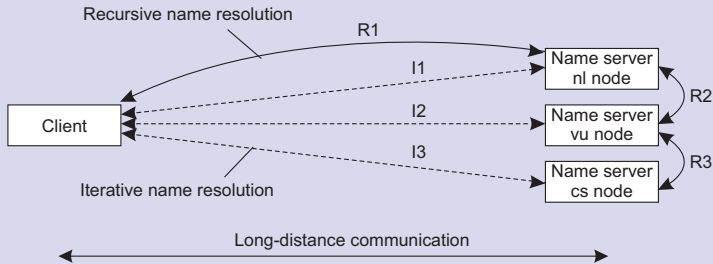 Recursive name resolution
R1
Name server
nl node
I1
R2
I2
Client
Name server
vu node
I3
R3
Name server
cs node
Iterative name resolution
Long-distance communication